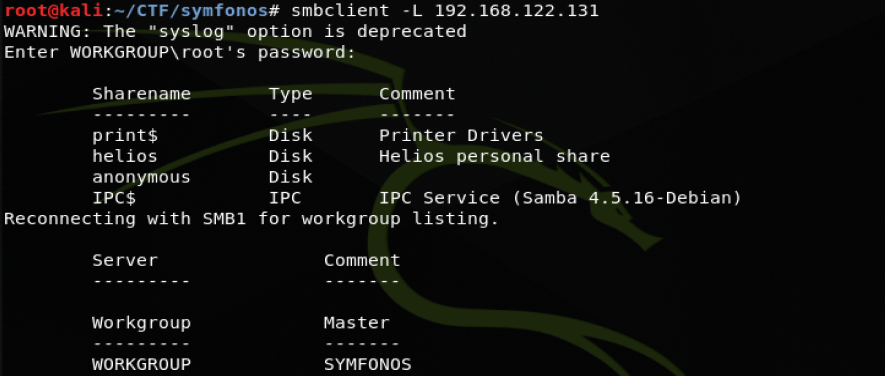 root@kali:~/CTF/symfonos# smbclient -L 192.168.122.131
WARNING: The "syslog" option is deprecated
Enter WORKGROUP\root's password:
Sharename Type Comment
--------- ---- -------
print$ Disk Printer Drivers
helios Disk Helios personal share
anonymous Disk
IPC$ IPC IPC Service (Samba 4.5.16-Debian)
Reconnecting with SMB1 for workgroup listing.
Server Comment
--------- -------
Workgroup Master
--------- -------
WORKGROUP SYMFONOS